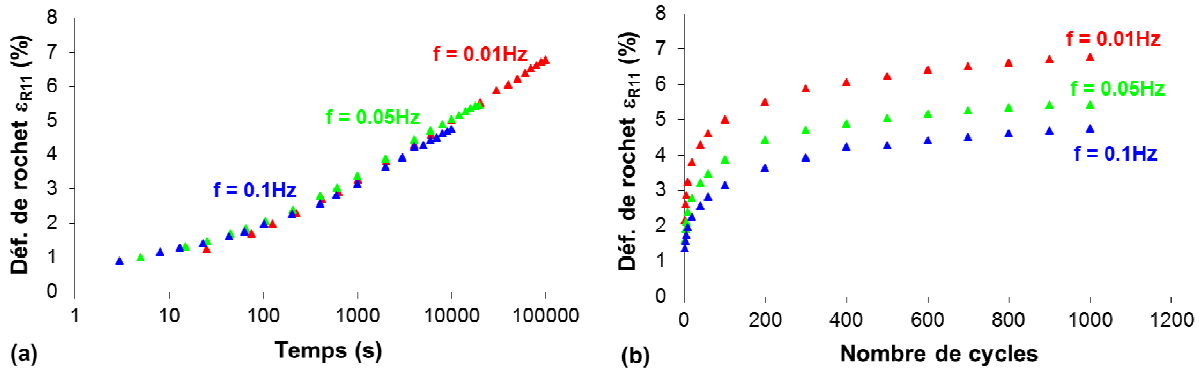 8
7
6
5
4
3
2
1
0
Déf. de rochet εR11 (%)
f = 0.01Hz
f = 0.05Hz
f = 0.1Hz
1 10 100 1000 10000 100000
Temps (s)
(a)
8
7
6
5
4
3
2
1
0
Déf. de rochet εR11 (%)
f = 0.01Hz
f = 0.05Hz
f = 0.1Hz
0 200 400 600 800 1000 1200
Nombre de cycles
(b)